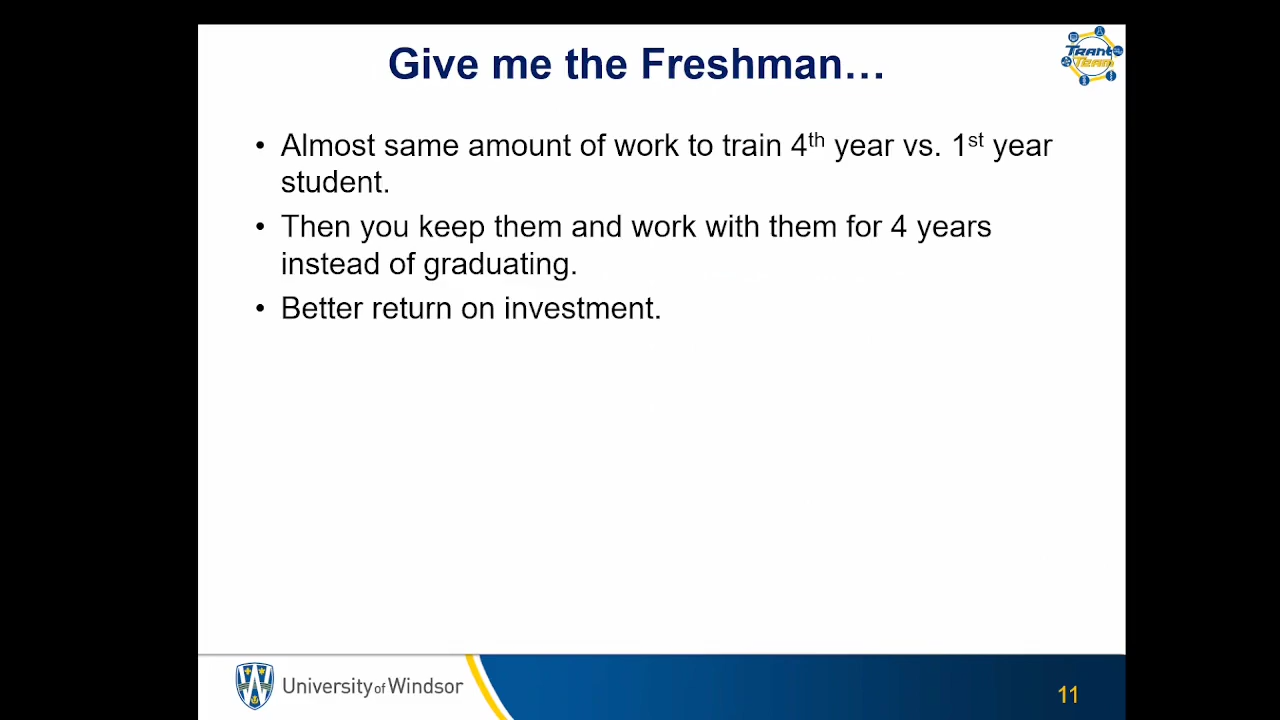 Give me the Freshman…
TRANT
TEAM
• Almost same amount of work to train 4th year vs. 1st year
student.
• Then you keep them and work with them for 4 years
instead of graduating.
• Better return on investment.
University of Windsor
11